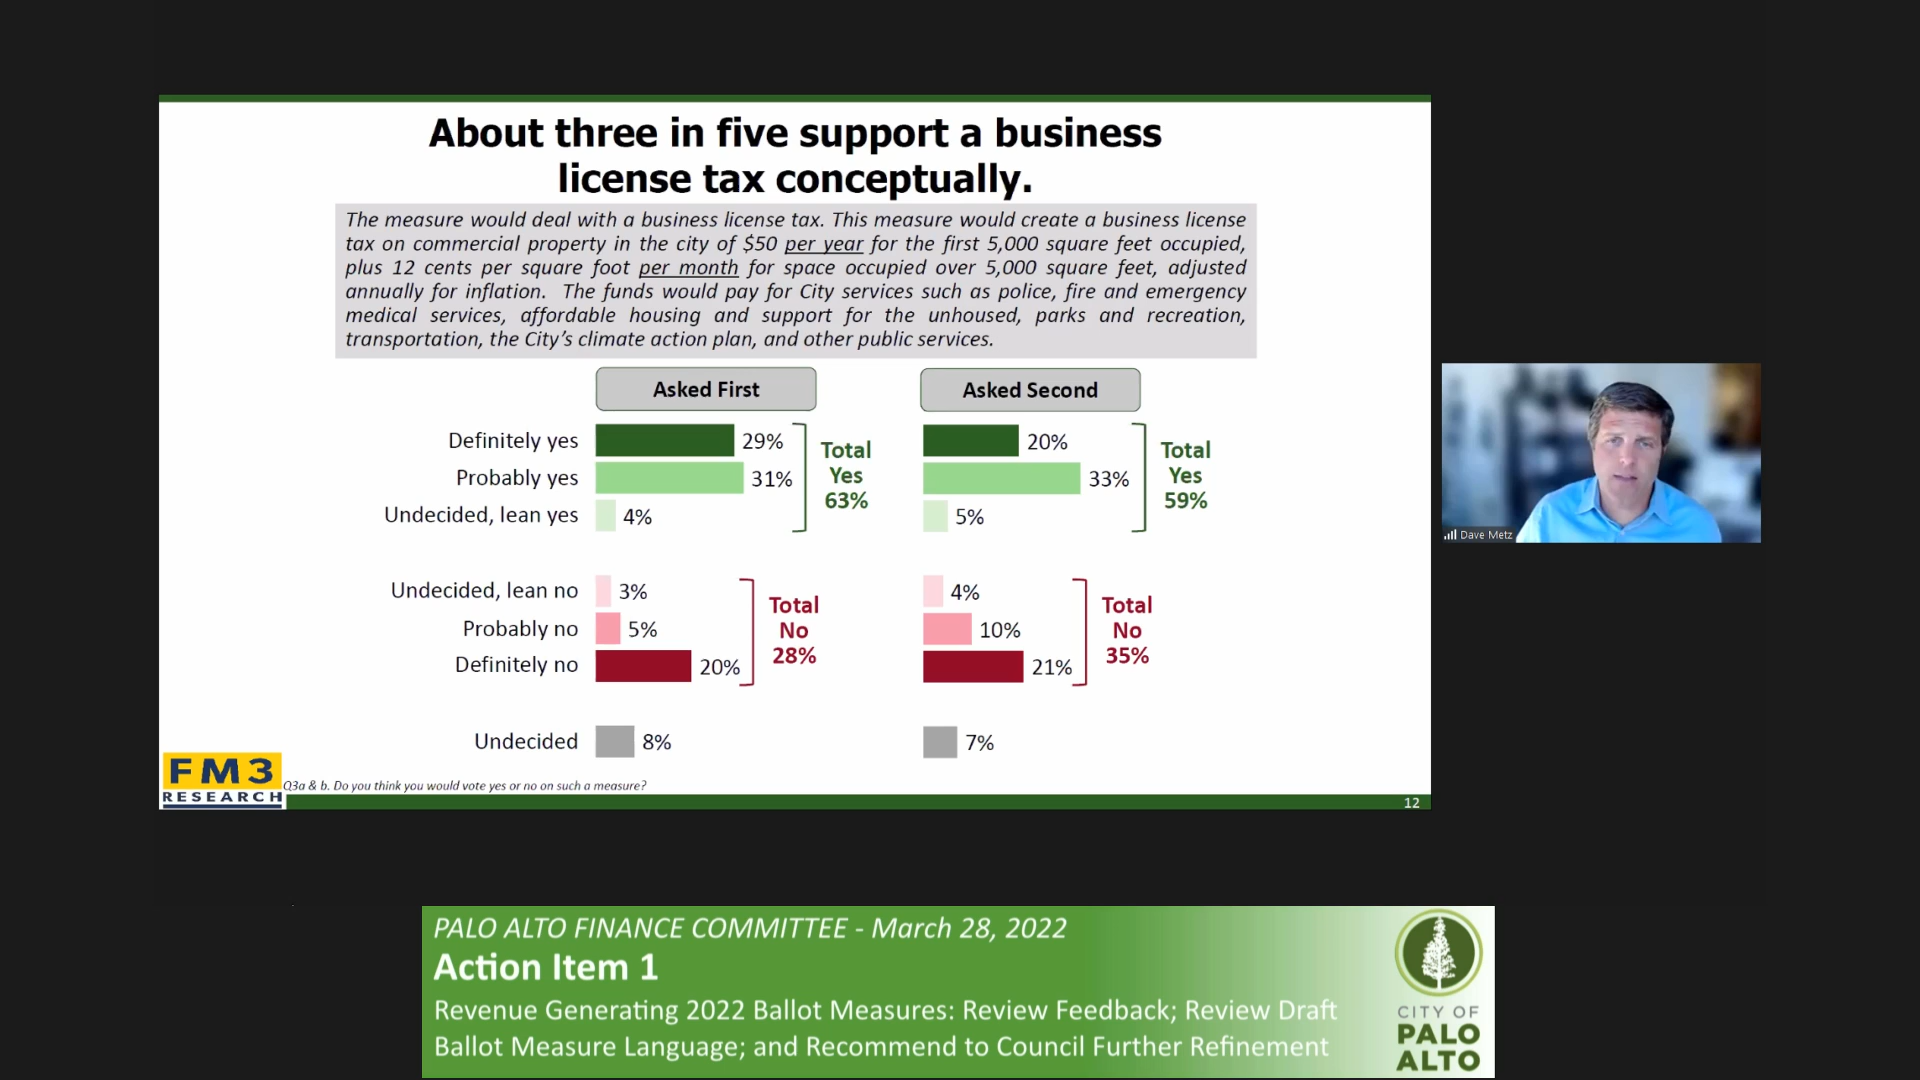 About three in five support a business
license tax conceptually.
The measure would deal with a business license tax. This measure would create a business license
tax on commercial property in the city of $50 per year for the first 5,000 square feet occupied,
plus 12 cents per square foot per month for space occupied over 5,000 square feet, adjusted
annually for inflation. The funds would pay for City services such as police, fire and emergency
medical services, affordable housing and support for the unhoused, parks and recreation,
transportation, the City's climate action plan, and other public services.
Asked First
Asked Second
Definitely yes 29% 20%
Probably yes 31% 33%
Undecided, lean yes 4% 5%
Total
Yes
63%
Total
Yes
59%
Undecided, lean no 3% 4%
Probably no 5% 10%
Definitely no 20% 21%
Total
No
28%
Total
No
35%
Undecided 8% 7%
FM3
RESEARCH
Q3a & b. Do you think you would vote yes or no on such a measure?
12
Dave Metz
PALO ALTO FINANCE COMMITTEE - March 28, 2022
Action Item 1
Revenue Generating 2022 Ballot Measures: Review Feedback; Review Draft
Ballot Measure Language; and Recommend to Council Further Refinement
CITY OF
PALO
ALTO